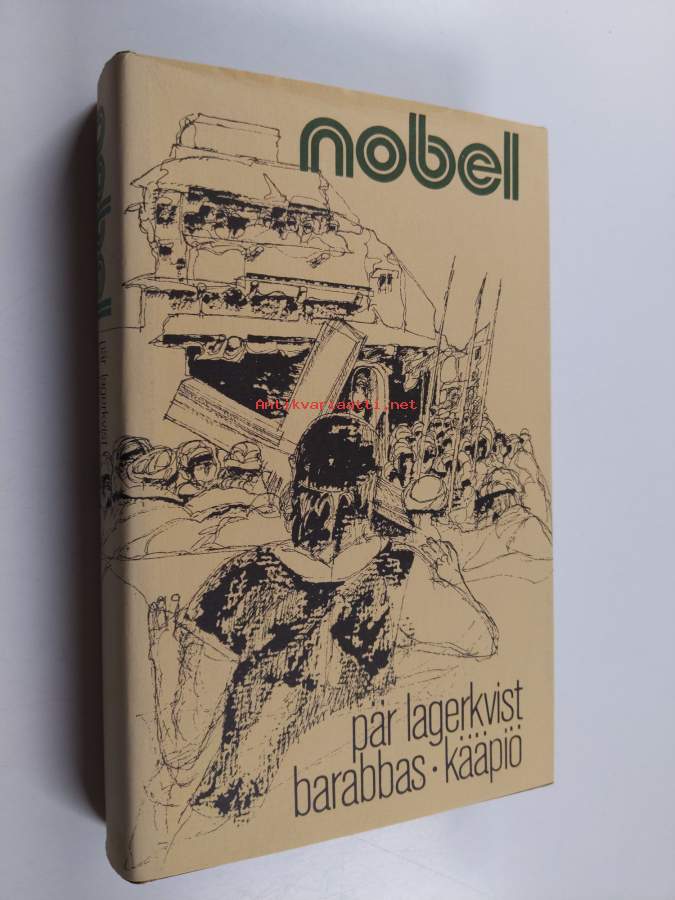 nobel
pär lagerkvist
barabbas · kääpiö
nobel
pär lagerkvist
Antikvariaatti.net